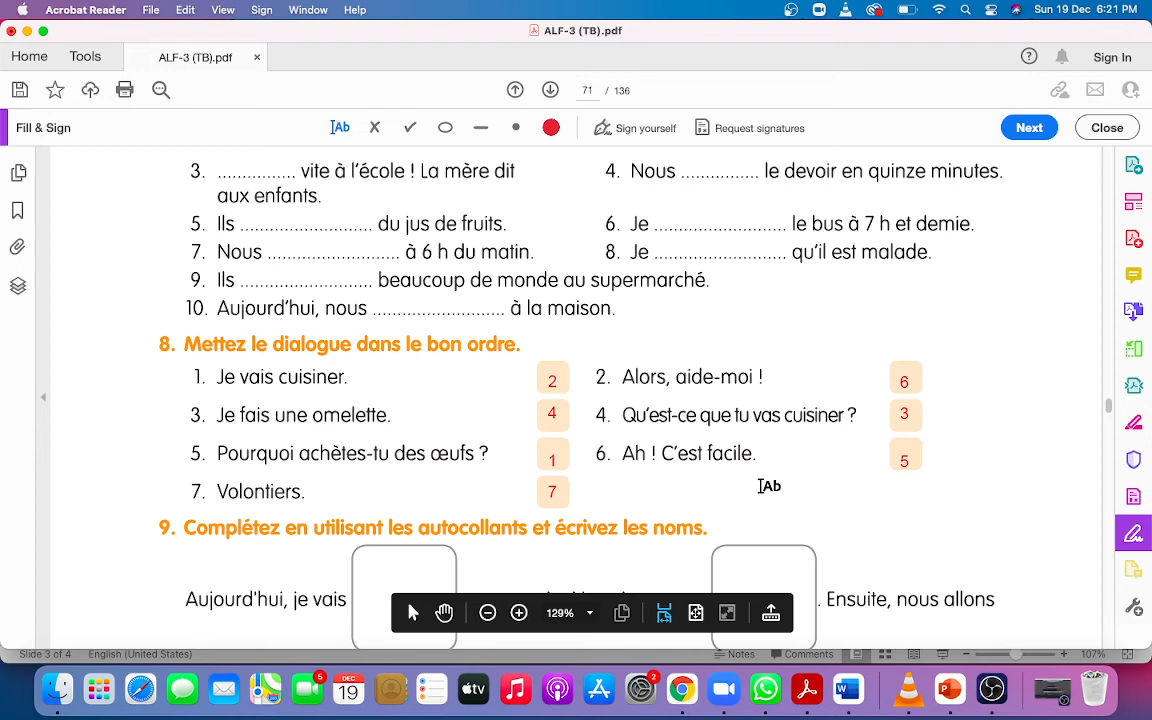 Acrobat Reader File Edit View Sign Window Help Sun 19 Dec 6:21 PM
ALF-3 (TB).pdf
Home Tools ALF-3 (TB).pdf × Sign In
71 / 136
Fill & Sign Ab Sign yourself Request signatures Next Close
3. ............... vite à l'école ! La mère dit
aux enfants.
4. Nous ............... le devoir en quinze minutes.
5. Ils ......................... du jus de fruits.
6. Je ......................... le bus à 7 h et demie.
7. Nous ......................... à 6 h du matin.
8. Je ......................... qu'il est malade.
9. Ils ......................... beaucoup de monde au supermarché.
10. Aujourd'hui, nous ......................... à la maison.
8. Mettez le dialogue dans le bon ordre.
1. Je vais cuisiner. 2
2. Alors, aide-moi ! 6
3. Je fais une omelette. 4
4. Qu'est-ce que tu vas cuisiner ? 3
5. Pourquoi achètes-tu des œufs ? 1
6. Ah ! C'est facile. 5
7. Volontiers. 7
Ab
9. Complétez en utilisant les autocollants et écrivez les noms.
Aujourd'hui, je vais
. Ensuite, nous allons
129%
Slide 3 of 4 English (United States) Notes Comments 107%
5 DEC 19 tv 2 W P